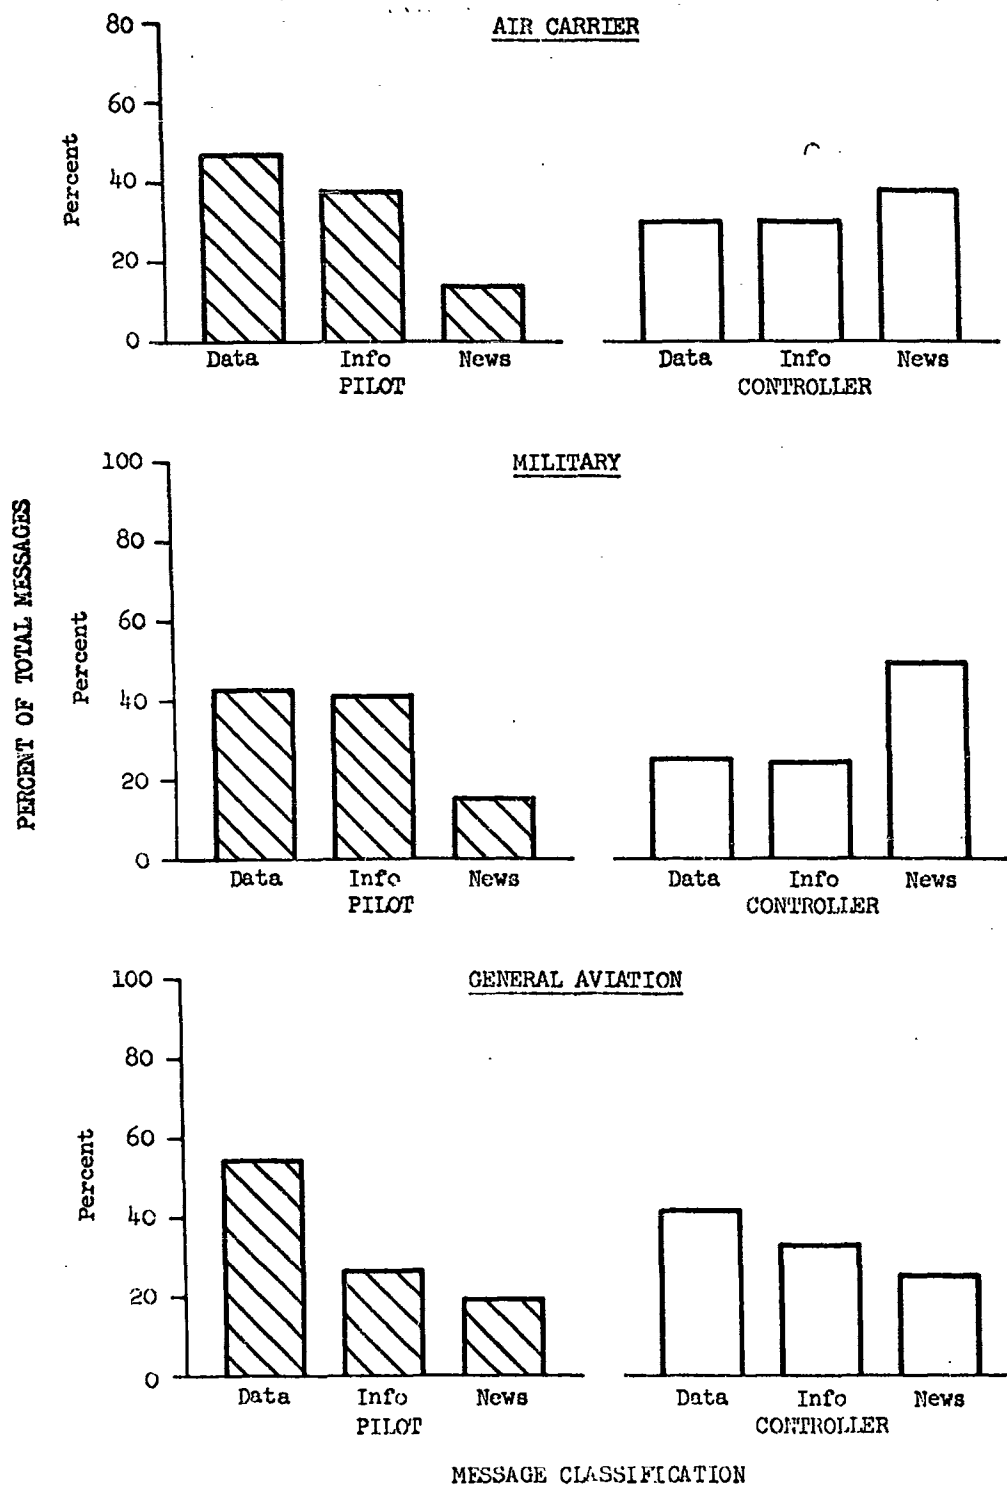 AIR CARRIER
80
60
40
20
0
Percent
Data Info News
PILOT
Data Info News
CONTROLLER
PERCENT OF TOTAL MESSAGES
MILITARY
100
80
60
40
20
0
Percent
Data Info News
PILOT
Data Info News
CONTROLLER
GENERAL AVIATION
100
80
60
40
20
0
Percent
Data Info News
PILOT
Data Info News
CONTROLLER
MESSAGE CLASSIFICATION